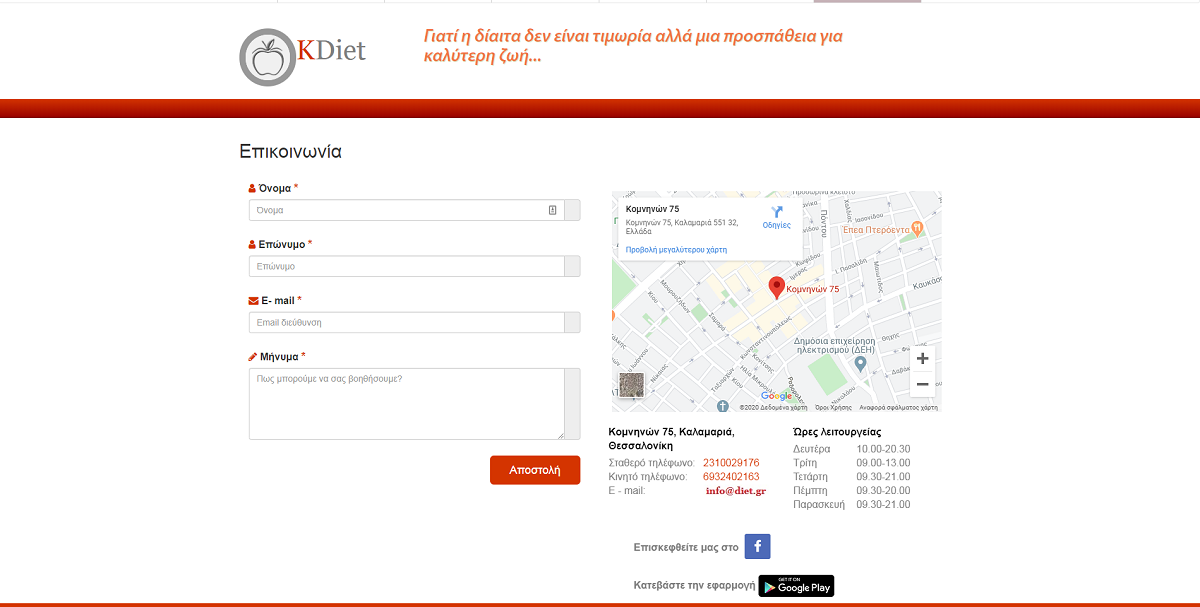 KDiet
Γιατί η δίαιτα δεν είναι τιμωρία αλλά μια προσπάθεια για
καλύτερη ζωή...
Επικοινωνία
Όνομα *
Όνομα
Επώνυμο *
Επώνυμο
E- mail *
Email διεύθυνση
Μήνυμα *
Πως μπορούμε να σας βοηθήσουμε?
Αποστολή
Κομνηνών 75
Κομνηνών 75, Καλαμαριά 551 32,
Ελλάδα
Οδηγίες
Προβολή μεγαλύτερου χάρτη
Πόντου
Έπεα Πτερόεντα
Κομνηνών 75
Δημόσια επιχείρηση
ηλεκτρισμού (ΔΕΗ)
Google
©2020 Δεδομένα χάρτη
Όροι Χρήσης
Αναφορά σφάλματος χάρτη
Κομνηνών 75, Καλαμαριά,
Θεσσαλονίκη
Σταθερό τηλέφωνο: 2310029176
Κινητό τηλέφωνο: 6932402163
E - mail: info@diet.gr
Ώρες λειτουργείας
Δευτέρα 10.00-20.30
Τρίτη 09.00-13.00
Τετάρτη 09.30-21.00
Πέμπτη 09.30-20.00
Παρασκευή 09.30-21.00
Επισκεφθείτε μας στο
Κατεβάστε την εφαρμογή
GET IT ON
Google Play